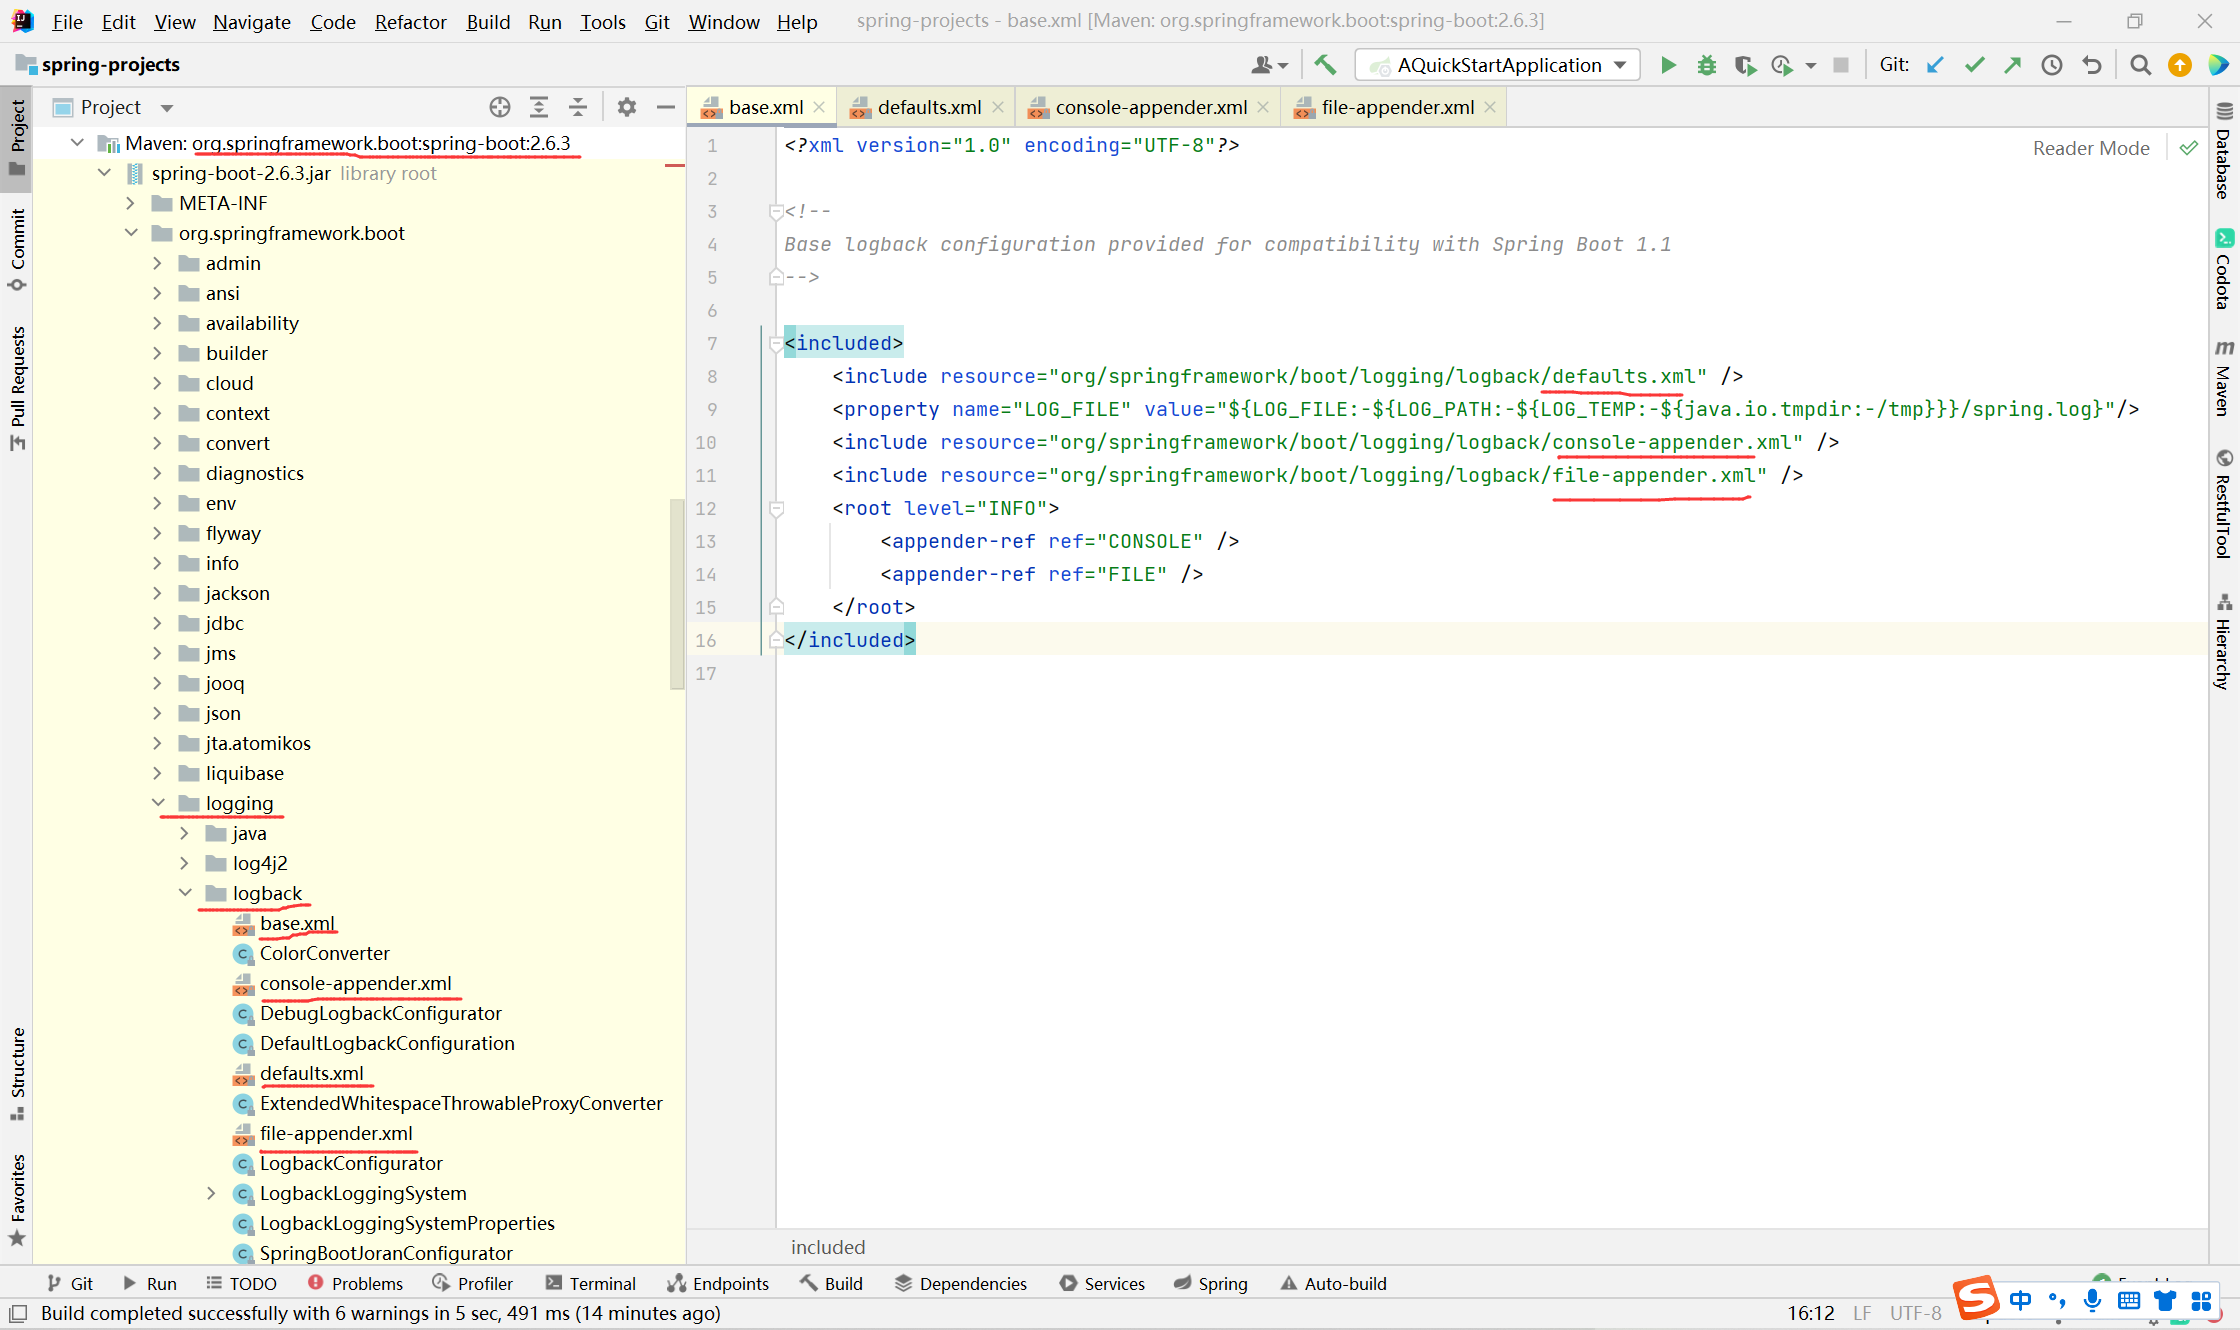 File Edit View Navigate Code Refactor Build Run Tools Git Window Help spring-projects - base.xml [Maven: org.springframework.boot:spring-boot:2.6.3]
spring-projects AQuickStartApplication Git:
Project
base.xml defaults.xml console-appender.xml file-appender.xml
Maven: org.springframework.boot:spring-boot:2.6.3
spring-boot-2.6.3.jar library root
META-INF
org.springframework.boot
admin
ansi
availability
builder
cloud
context
convert
diagnostics
env
flyway
info
jackson
jdbc
jms
jooq
json
jta.atomikos
liquibase
logging
java
log4j2
logback
base.xml
ColorConverter
console-appender.xml
DebugLogbackConfigurator
DefaultLogbackConfiguration
defaults.xml
ExtendedWhitespaceThrowableProxyConverter
file-appender.xml
LogbackConfigurator
LogbackLoggingSystem
LogbackLoggingSystemProperties
SpringBootJoranConfigurator
Reader Mode
1 <?xml version="1.0" encoding="UTF-8"?>
2
3 <!--
4 Base logback configuration provided for compatibility with Spring Boot 1.1
5 -->
6
7 <included>
8 <include resource="org/springframework/boot/logging/logback/defaults.xml" />
9 <property name="LOG_FILE" value="${LOG_FILE:-${LOG_PATH:-${LOG_TEMP:-${java.io.tmpdir:-/tmp}}}/spring.log}"/>
10 <include resource="org/springframework/boot/logging/logback/console-appender.xml" />
11 <include resource="org/springframework/boot/logging/logback/file-appender.xml" />
12 <root level="INFO">
13 <appender-ref ref="CONSOLE" />
14 <appender-ref ref="FILE" />
15 </root>
16 </included>
17
included
Project
Commit
Pull Requests
Structure
Favorites
Database
Codota
Maven
RestfulTool
Hierarchy
Git Run TODO Problems Profiler Terminal Endpoints Build Dependencies Services Spring Auto-build
Build completed successfully with 6 warnings in 5 sec, 491 ms (14 minutes ago) 16:12 LF UTF-8
中